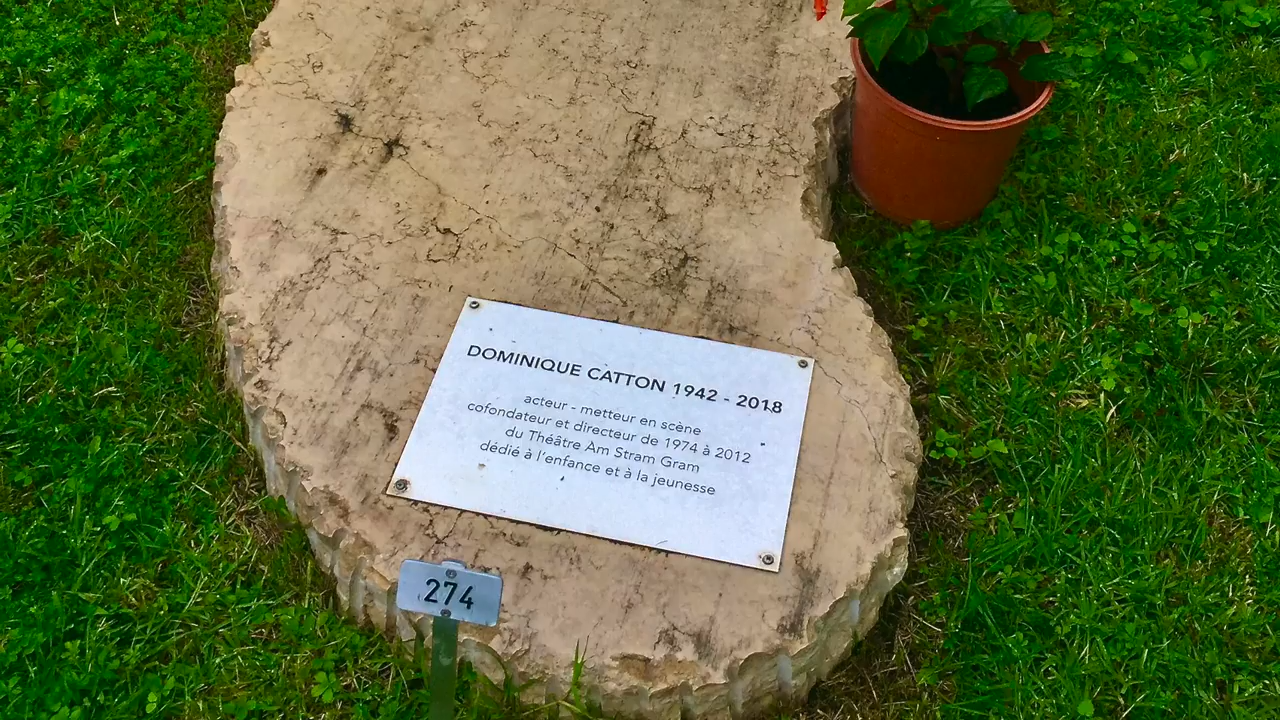 DOMINIQUE CATTON 1942 - 2018
acteur - metteur en scène
cofondateur et directeur de 1974 à 2012
du Théâtre Am Stram Gram
dédié à l'enfance et à la jeunesse
274